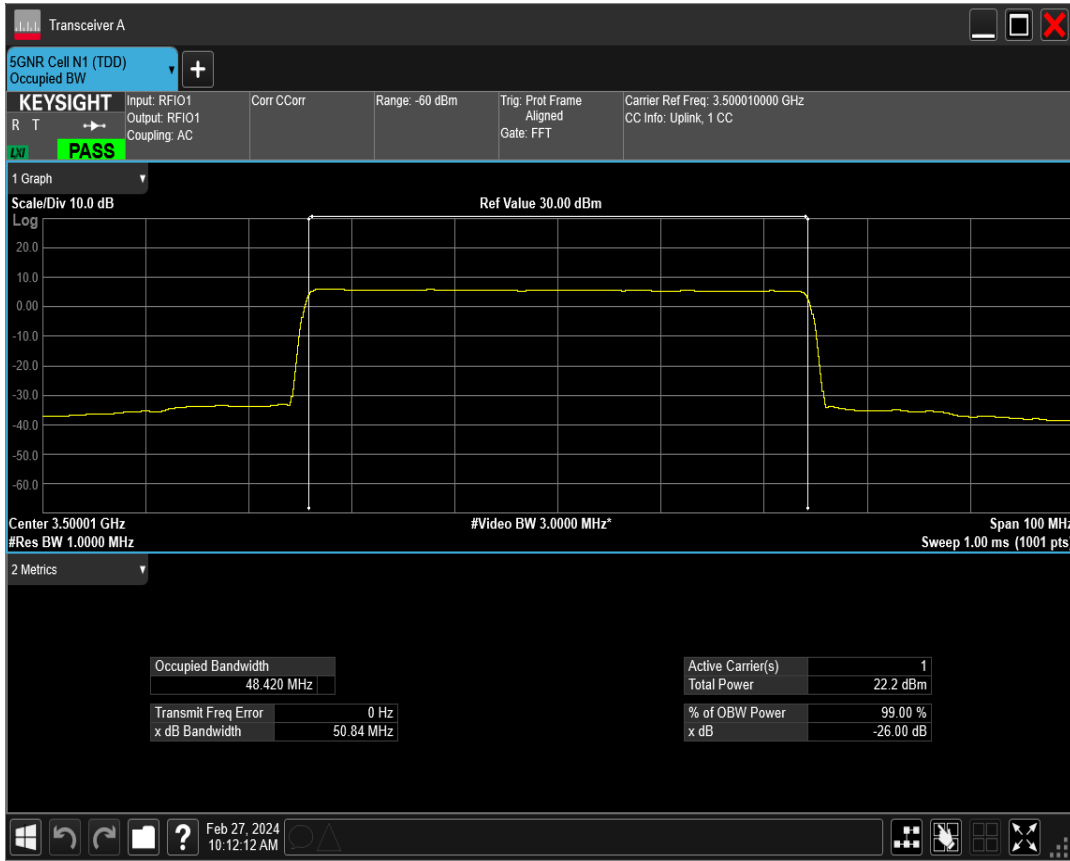 Transceiver A
5GNR Cell N1 (TDD)
Occupied BW
+
KEYSIGHT
R T
LXI
PASS
Input: RFIO1
Output: RFIO1
Coupling: AC
Corr CCorr
Range: -60 dBm
Trig: Prot Frame
Aligned
Gate: FFT
Carrier Ref Freq: 3.500010000 GHz
CC Info: Uplink, 1 CC
1 Graph
Scale/Div 10.0 dB
Ref Value 30.00 dBm
Log
20.0
10.0
0.00
-10.0
-20.0
-30.0
-40.0
-50.0
-60.0
Center 3.50001 GHz
#Video BW 3.0000 MHz*
Span 100 MHz
#Res BW 1.0000 MHz
Sweep 1.00 ms (1001 pts)
2 Metrics
Occupied Bandwidth
48.420 MHz
Transmit Freq Error 0 Hz
x dB Bandwidth 50.84 MHz
Active Carrier(s) 1
Total Power 22.2 dBm
% of OBW Power 99.00 %
x dB -26.00 dB
?
Feb 27, 2024
10:12:12 AM